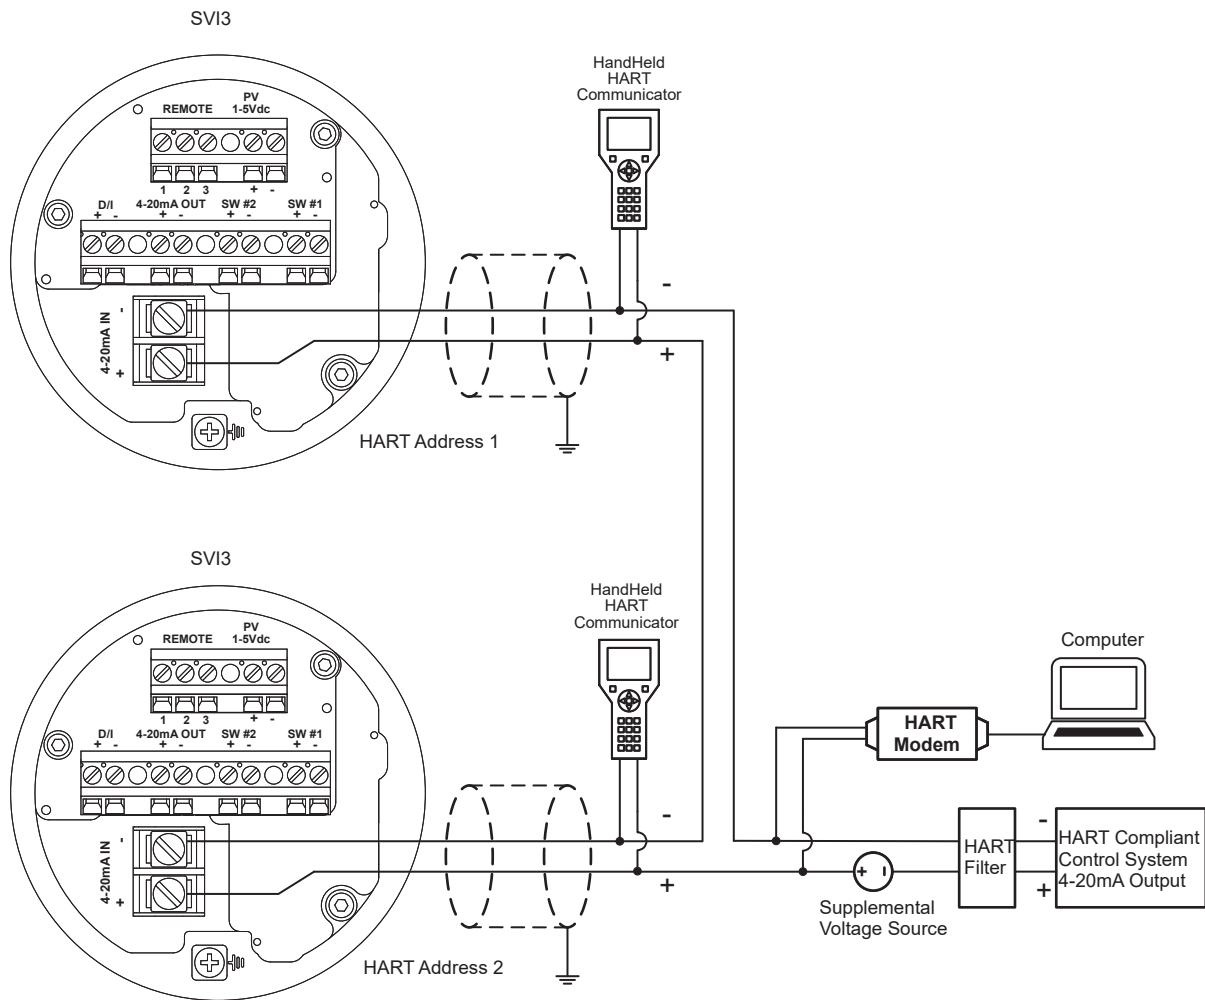 SVI3
REMOTE
PV
1-5Vdc
1 2 3 + -
D/I 4-20mA OUT SW #2 SW #1
+ - + - + - + -
4-20mA IN
-
+
HART Address 1
HandHeld
HART
Communicator
-
+
SVI3
REMOTE
PV
1-5Vdc
1 2 3 + -
D/I 4-20mA OUT SW #2 SW #1
+ - + - + - + -
4-20mA IN
-
+
HART Address 2
HandHeld
HART
Communicator
-
+
Computer
HART
Modem
HART
Filter
-
+
HART Compliant
Control System
4-20mA Output
+ -
Supplemental
Voltage Source